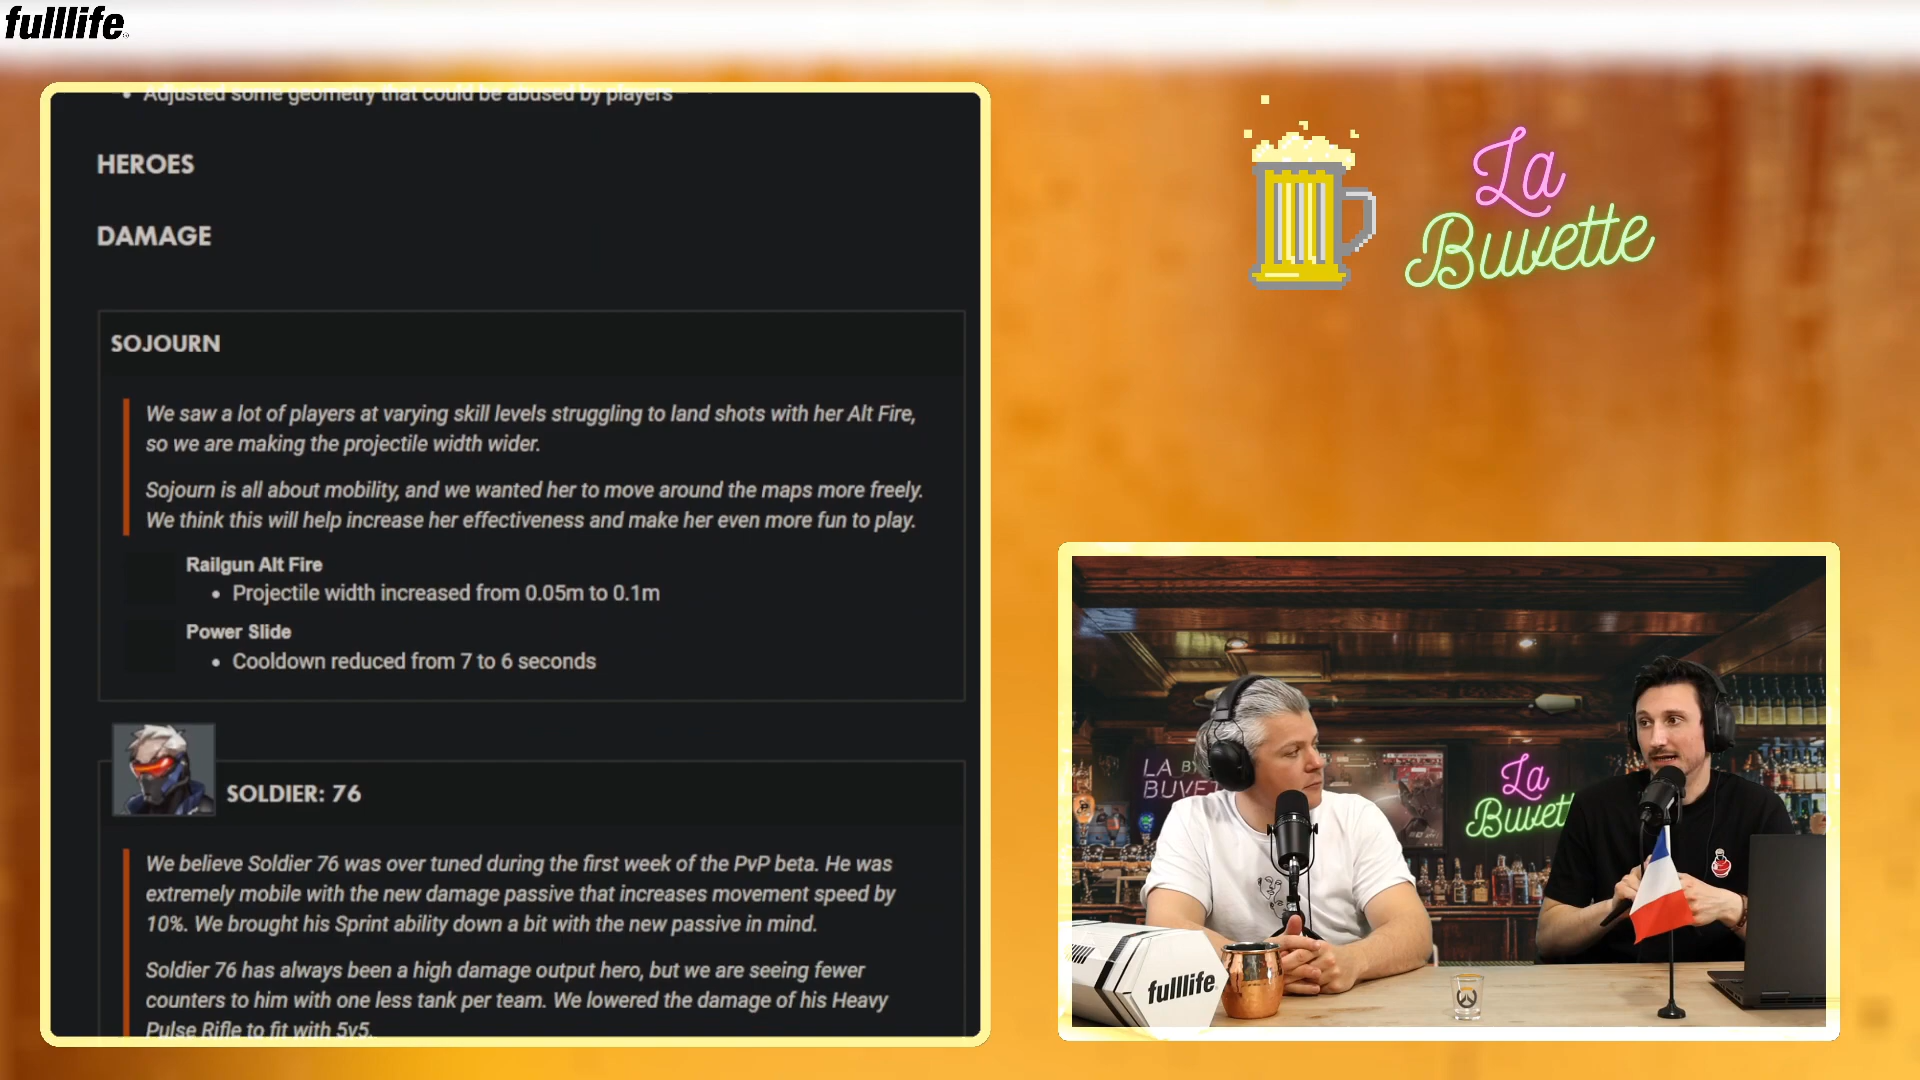 fulllife
Adjusted some geometry that could be abused by players
HEROES
DAMAGE
SOJOURN
We saw a lot of players at varying skill levels struggling to land shots with her Alt Fire,
so we are making the projectile width wider.
Sojourn is all about mobility, and we wanted her to move around the maps more freely.
We think this will help increase her effectiveness and make her even more fun to play.
Railgun Alt Fire
• Projectile width increased from 0.05m to 0.1m
Power Slide
• Cooldown reduced from 7 to 6 seconds
SOLDIER: 76
We believe Soldier 76 was over tuned during the first week of the PvP beta. He was
extremely mobile with the new damage passive that increases movement speed by
10%. We brought his Sprint ability down a bit with the new passive in mind.
Soldier 76 has always been a high damage output hero, but we are seeing fewer
counters to him with one less tank per team. We lowered the damage of his Heavy
Pulse Rifle to fit with 5v5.
La
Buvette
LA BY
BUVET
La
Buvet
fulllife